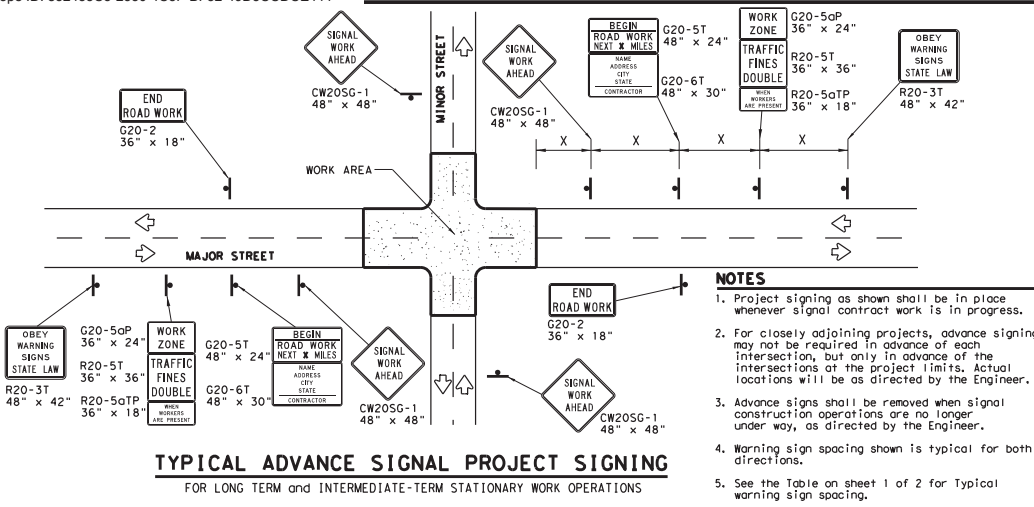 SIGNAL
WORK
AHEAD
CW20SG-1
48" x 48"
MINOR STREET
END
ROAD WORK
G20-2
36" x 18"
WORK AREA
SIGNAL
WORK
AHEAD
CW20SG-1
48" x 48"
BEGIN
ROAD WORK
NEXT X MILES
NAME
ADDRESS
CITY
STATE
CONTRACTOR
G20-5T
48" x 24"
G20-6T
48" x 30"
WORK
ZONE
TRAFFIC
FINES
DOUBLE
WHEN
WORKERS
ARE PRESENT
G20-5aP
36" x 24"
R20-5T
36" x 36"
R20-5aTP
36" x 18"
OBEY
WARNING
SIGNS
STATE LAW
R20-3T
48" x 42"
X X X X
MAJOR STREET
OBEY
WARNING
SIGNS
STATE LAW
R20-3T
48" x 42"
G20-5aP
36" x 24"
R20-5T
36" x 36"
R20-5aTP
36" x 18"
WORK
ZONE
TRAFFIC
FINES
DOUBLE
WHEN
WORKERS
ARE PRESENT
G20-5T
48" x 24"
G20-6T
48" x 30"
BEGIN
ROAD WORK
NEXT X MILES
NAME
ADDRESS
CITY
STATE
CONTRACTOR
SIGNAL
WORK
AHEAD
CW20SG-1
48" x 48"
END
ROAD WORK
G20-2
36" x 18"
SIGNAL
WORK
AHEAD
CW20SG-1
48" x 48"
TYPICAL ADVANCE SIGNAL PROJECT SIGNING
FOR LONG TERM and INTERMEDIATE-TERM STATIONARY WORK OPERATIONS
NOTES
1. Project signing as shown shall be in place
whenever signal contract work is in progress.
2. For closely adjoining projects, advance signing
may not be required in advance of each
intersection, but only in advance of the
intersections at the project limits. Actual
locations will be as directed by the Engineer.
3. Advance signs shall be removed when signal
construction operations are no longer
under way, as directed by the Engineer.
4. Warning sign spacing shown is typical for both
directions.
5. See the Table on sheet 1 of 2 for Typical
warning sign spacing.